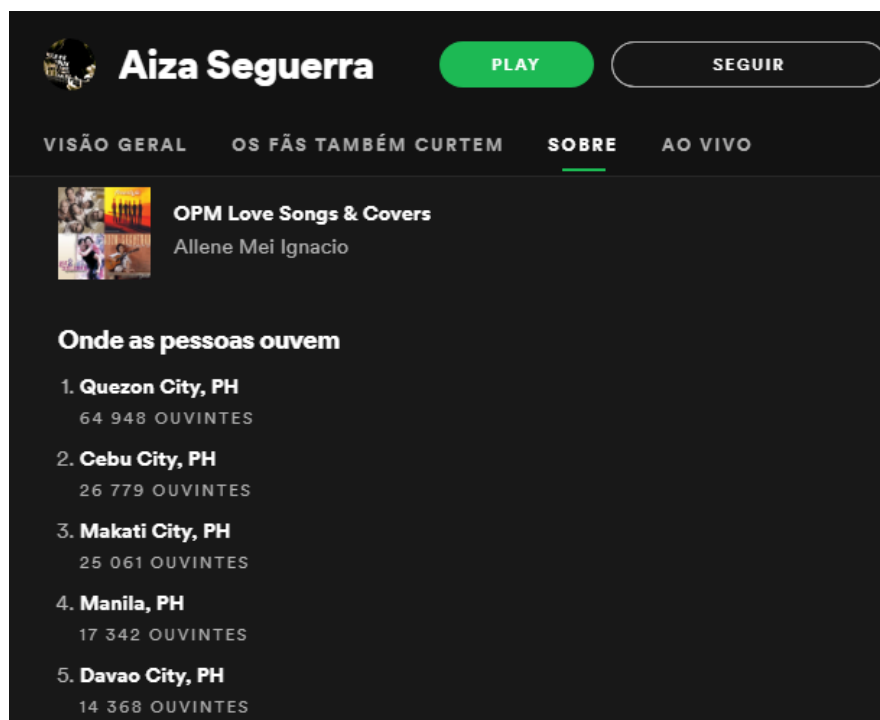 Aiza Seguerra
PLAY
SEGUIR
VISÃO GERAL OS FÃS TAMBÉM CURTEM SOBRE AO VIVO
OPM Love Songs & Covers
Allene Mei Ignacio
Onde as pessoas ouvem
1. Quezon City, PH
64 948 OUVINTES
2. Cebu City, PH
26 779 OUVINTES
3. Makati City, PH
25 061 OUVINTES
4. Manila, PH
17 342 OUVINTES
5. Davao City, PH
14 368 OUVINTES